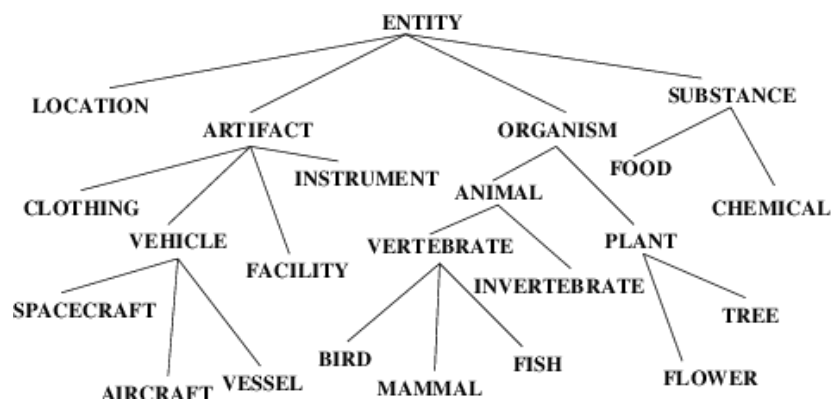 ENTITY
LOCATION
SUBSTANCE
ARTIFACT
ORGANISM
FOOD
INSTRUMENT
ANIMAL
CLOTHING
CHEMICAL
VEHICLE
VERTEBRATE
PLANT
FACILITY
INVERTEBRATE
SPACECRAFT
TREE
BIRD
FISH
AIRCRAFT
VESSEL
MAMMAL
FLOWER